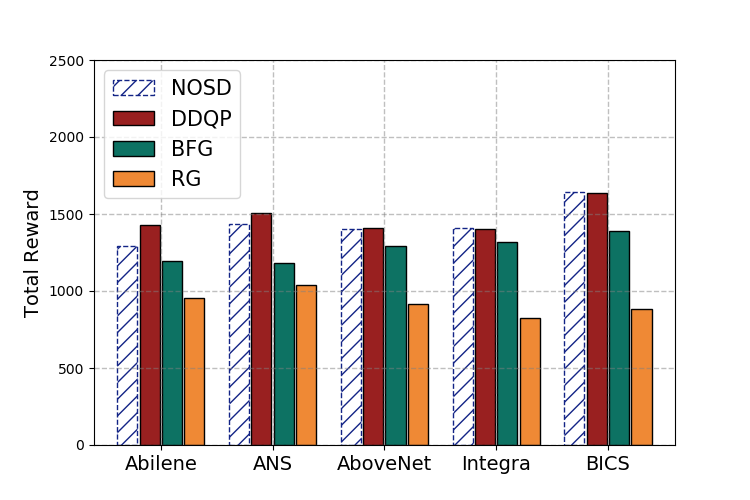 2500
2000
1500
1000
500
0
Total Reward
NOSD
DDQP
BFG
RG
Abilene ANS AboveNet Integra BICS